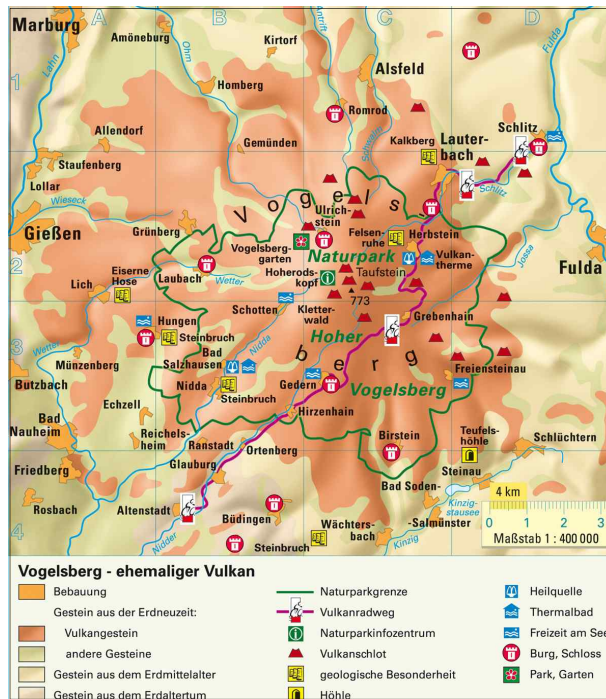 A
B
C
D
1
2
3
4
Marburg
Amöneburg
Kirtorf
Homberg
Alsfeld
Lahn
Ohm
Antrift
Fulda
Romrod
Schwalm
Allendorf
Gemünden
Kalkberg
Lauter-
bach
Schlitz
Staufenberg
Lollar
Wieseck
Schlitz
Vogels
Gießen
Grünberg
Ulrich-
stein
Felsen-
ruhe
Herbstein
Jossa
Vogelsberg-
garten
Naturpark
Vulkan-
therme
Fulda
Eiserne
Hose
Laubach
Wetter
Hoherods-
kopf
Taufstein
773
Lich
Hungen
Schotten
Kletter-
wald
Grebenhain
Steinbruch
Hoher
Wetter
Nidda
Bad
Salzhausen
berg
Münzenberg
Butzbach
Nidda
Steinbruch
Gedern
Vogelsberg
Freiensteinau
Echzell
Hirzenhain
Bad
Nauheim
Reichels-
heim
Ranstadt
Ortenberg
Birstein
Teufels-
höhle
Schlüchtern
Friedberg
Glauburg
Steinau
Rosbach
Altenstadt
Büdingen
Bad Soden-
-Salmünster
Kinzig-
stausee
Nidder
Steinbruch
Wächters-
bach
Kinzig
4 km
0 1 2 3
Maßstab 1 : 400 000
Vogelsberg - ehemaliger Vulkan
Bebauung
Gestein aus der Erdneuzeit:
Vulkangestein
andere Gesteine
Gestein aus dem Erdmittelalter
Gestein aus dem Erdaltertum
Naturparkgrenze
Vulkanradweg
Naturparkinfozentrum
Vulkanschlot
geologische Besonderheit
Höhle
Heilquelle
Thermalbad
Freizeit am See
Burg, Schloss
Park, Garten